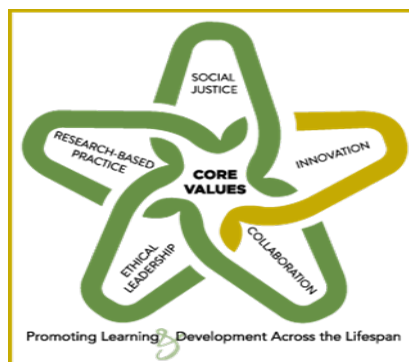 SOCIAL
JUSTICE
RESEARCH-BASED
PRACTICE
INNOVATION
CORE
VALUES
ETHICAL
LEADERSHIP
COLLABORATION
Promoting Learning & Development Across the Lifespan